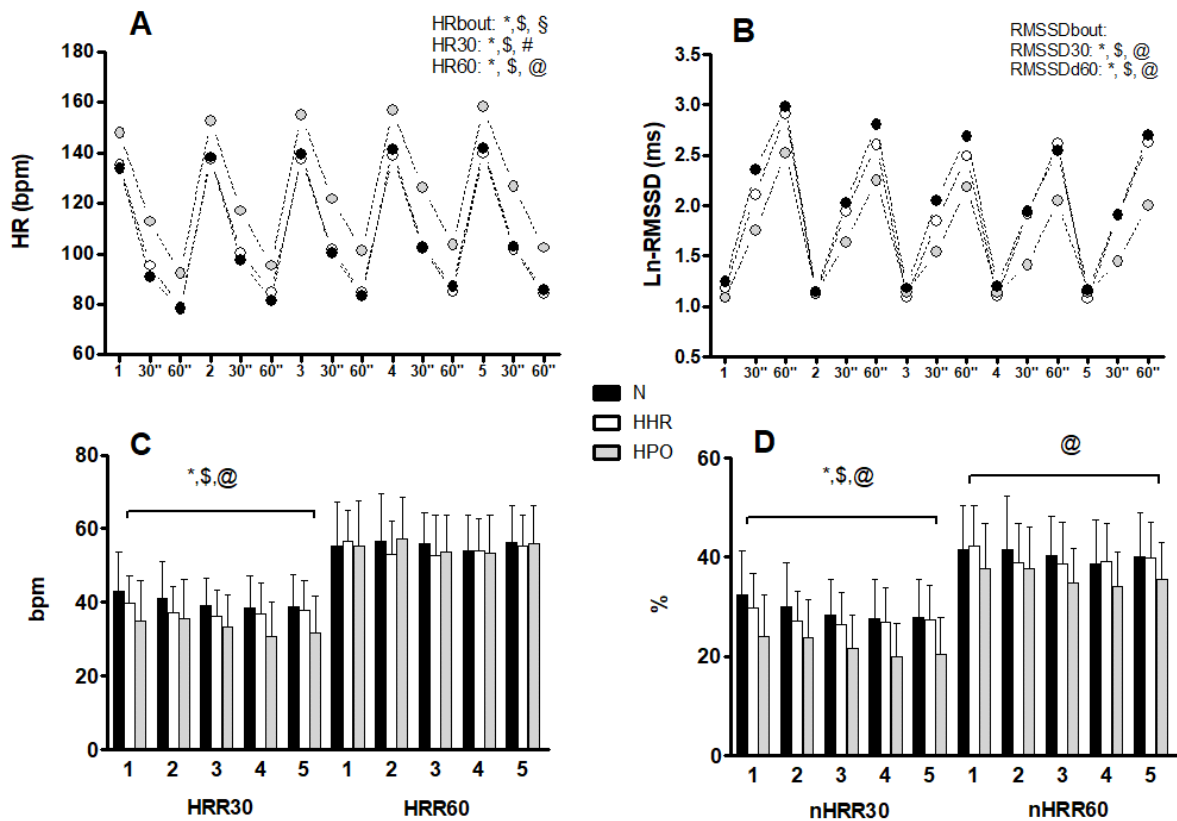 A
HRbout: *,$, §
HR30: *,$, #
HR60: *, $, @
HR (bpm)
180
160
140
120
100
80
60
1 30" 60" 2 30" 60" 3 30" 60" 4 30" 60" 5 30" 60"
B
RMSSDbout:
RMSSD30: *, $, @
RMSSDd60: *, $, @
Ln-RMSSD (ms)
3.5
3.0
2.5
2.0
1.5
1.0
0.5
1 30" 60" 2 30" 60" 3 30" 60" 4 30" 60" 5 30" 60"
N
HHR
HPO
C
*,$,@
bpm
80
60
40
20
0
1 2 3 4 5 1 2 3 4 5
HRR30 HRR60
D
*,$,@
@
%
60
40
20
0
1 2 3 4 5 1 2 3 4 5
nHRR30 nHRR60